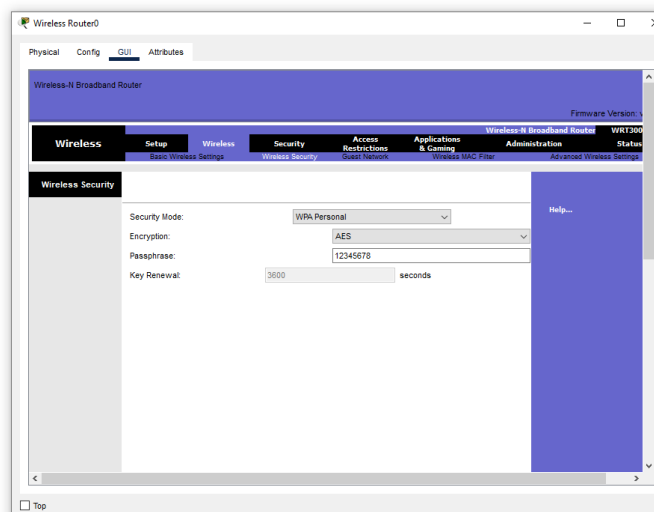 Wireless Router0
Physical Config GUI Attributes
Wireless-N Broadband Router
Firmware Version: v
Wireless-N Broadband Router WRT300
Wireless
Setup Wireless Security Access Restrictions Applications & Gaming Administration Status
Basic Wireless Settings Wireless Security Guest Network Wireless MAC Filter Advanced Wireless Settings
Wireless Security
Help...
Security Mode: WPA Personal
Encryption: AES
Passphrase: 12345678
Key Renewal: 3600 seconds
Top